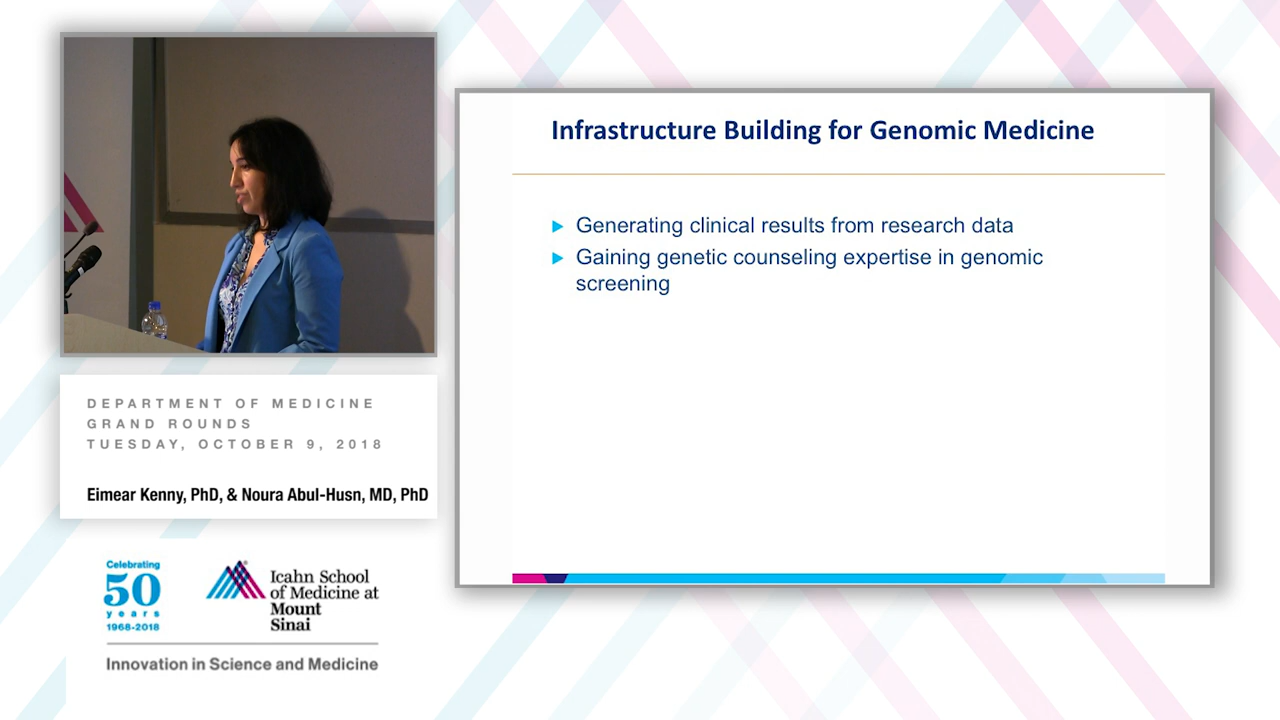 Infrastructure Building for Genomic Medicine
Generating clinical results from research data
Gaining genetic counseling expertise in genomic
screening
DEPARTMENT OF MEDICINE
GRAND ROUNDS
TUESDAY, OCTOBER 9, 2018
Eimear Kenny, PhD, & Noura Abul-Husn, MD, PhD
Celebrating
50
years
1968-2018
Icahn School
of Medicine at
Mount
Sinai
Innovation in Science and Medicine